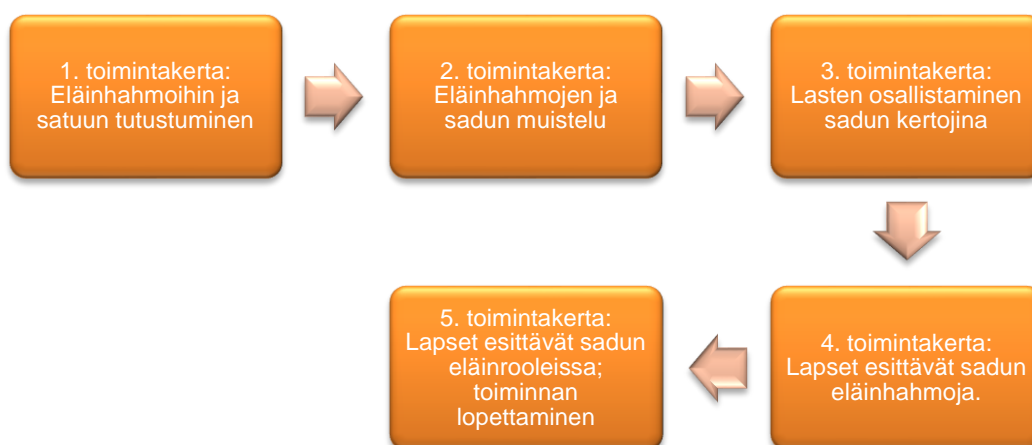 1. toimintakerta:
Eläinhahmoihin ja
satuun tutustuminen
2. toimintakerta:
Eläinhahmojen ja
sadun muistelu
3. toimintakerta:
Lasten osallistaminen
sadun kertojina
4. toimintakerta:
Lapset esittävät sadun
eläinhahmoja.
5. toimintakerta:
Lapset esittävät sadun
eläinrooleissa;
toiminnan
lopettaminen